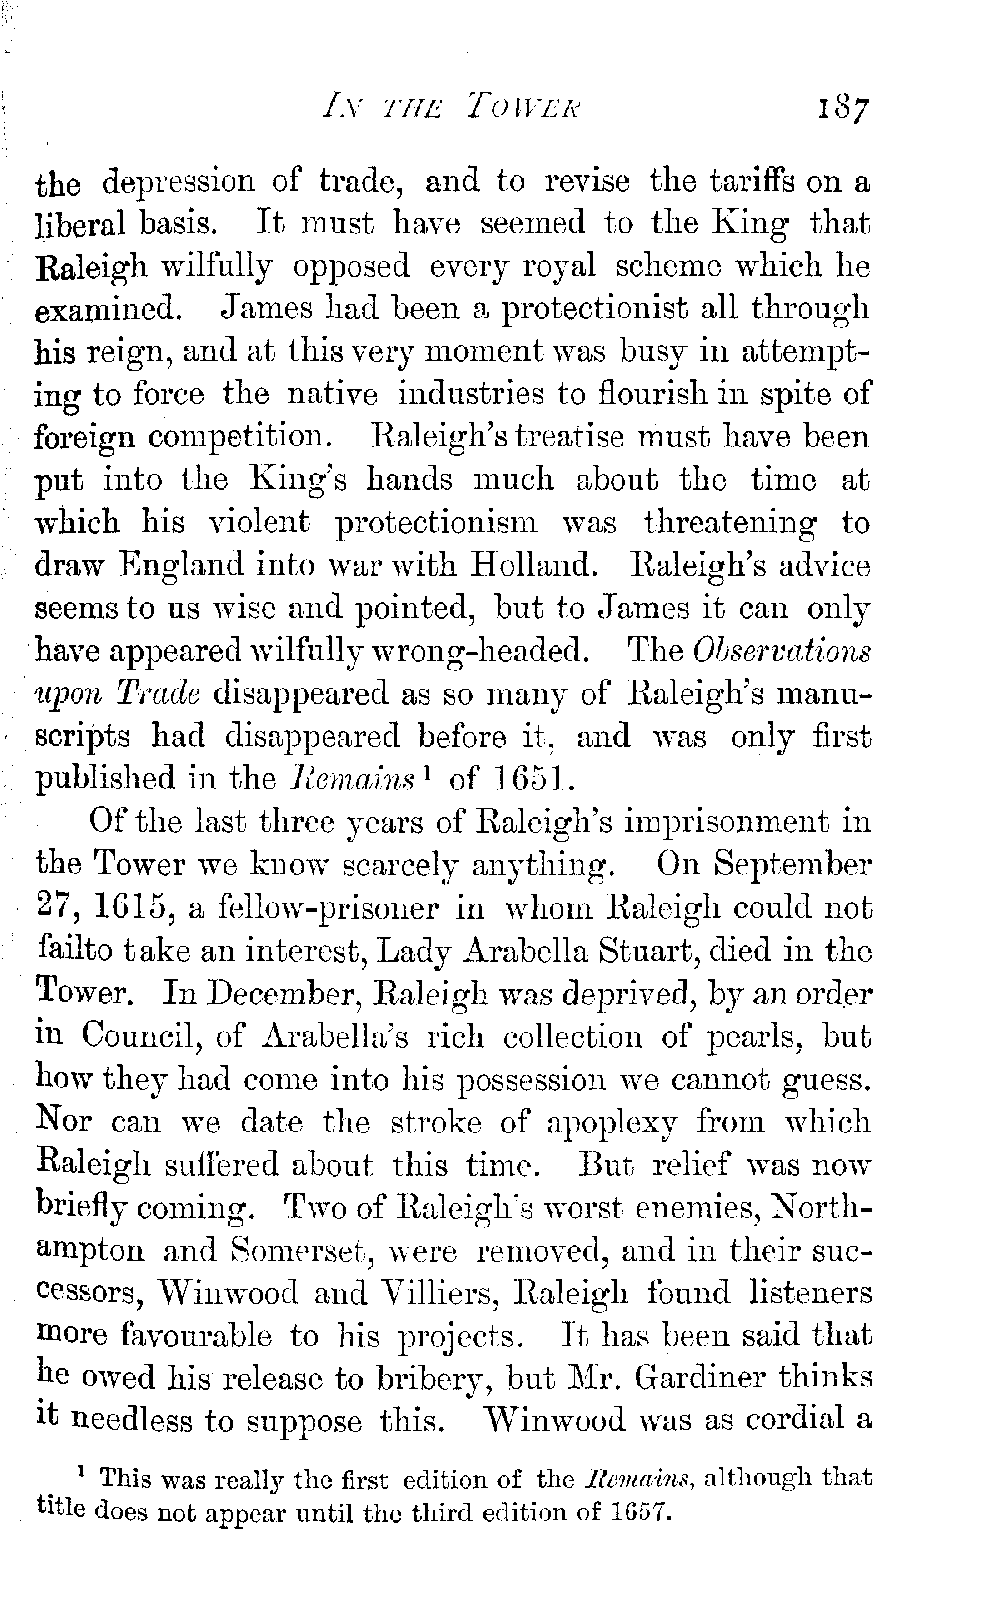 IN THE TOWER 187
the depression of trade, and to revise the tariffs on a
liberal basis. It must have seemed to the King that
Raleigh wilfully opposed every royal scheme which he
examined. James had been a protectionist all through
his reign, and at this very moment was busy in attempt-
ing to force the native industries to flourish in spite of
foreign competition. Raleigh's treatise must have been
put into the King's hands much about the time at
which his violent protectionism was threatening to
draw England into war with Holland. Raleigh's advice
seems to us wise and pointed, but to James it can only
have appeared wilfully wrong-headed. The Observations
upon Trade disappeared as so many of Raleigh's manu-
scripts had disappeared before it, and was only first
published in the Remains ¹ of 1651.
Of the last three years of Raleigh's imprisonment in
the Tower we know scarcely anything. On September
27, 1615, a fellow-prisoner in whom Raleigh could not
fail to take an interest, Lady Arabella Stuart, died in the
Tower. In December, Raleigh was deprived, by an order
in Council, of Arabella's rich collection of pearls, but
how they had come into his possession we cannot guess.
Nor can we date the stroke of apoplexy from which
Raleigh suffered about this time. But relief was now
briefly coming. Two of Raleigh's worst enemies, North-
ampton and Somerset, were removed, and in their suc-
cessors, Winwood and Villiers, Raleigh found listeners
more favourable to his projects. It has been said that
he owed his release to bribery, but Mr. Gardiner thinks
it needless to suppose this. Winwood was as cordial a
¹ This was really the first edition of the Remains, although that
title does not appear until the third edition of 1657.